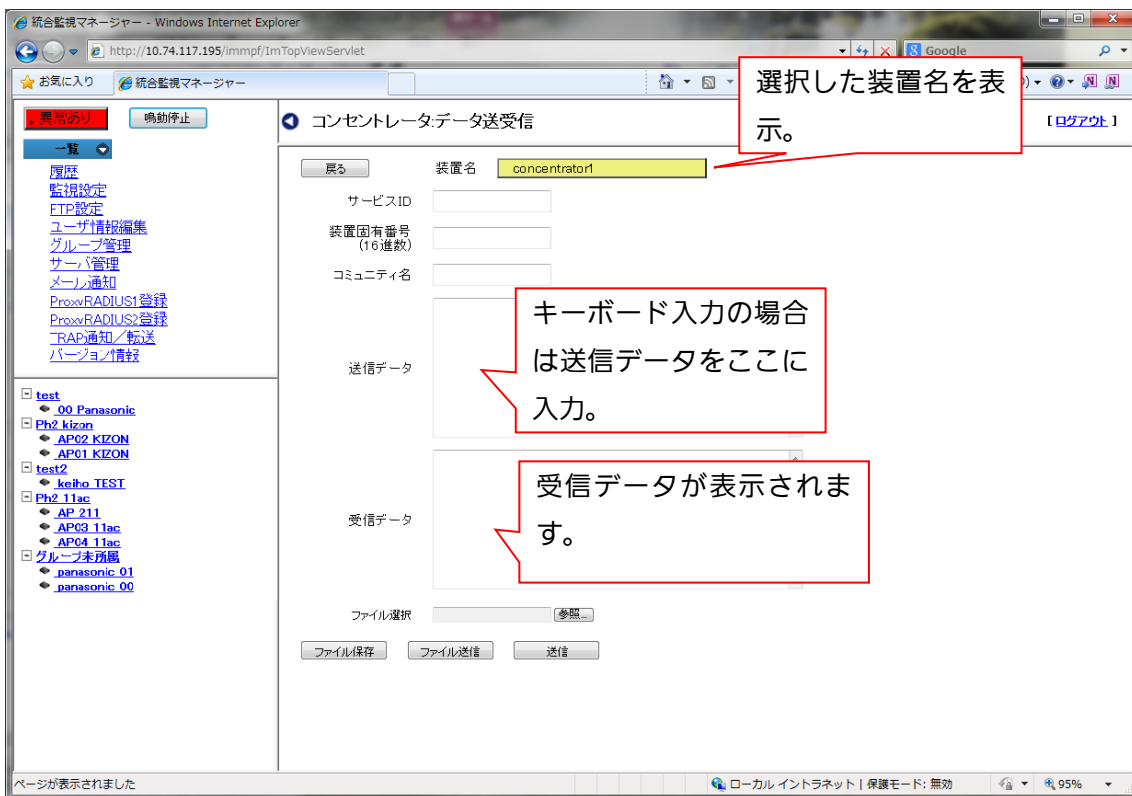 統合監視マネージャー - Windows Internet Explorer
http://10.74.117.195/immpf/ImTopViewServlet
Google
お気に入り
統合監視マネージャー
選択した装置名を表
示。
異常あり
鳴動停止
コンセントレータ:データ送受信
[ ログアウト ]
一覧
履歴
監視設定
FTP設定
ユーザ情報編集
グループ管理
サーバ管理
メール通知
ProxyRADIUS1登録
ProxyRADIUS2登録
TRAP通知/転送
バージョン情報
戻る
装置名
concentrator1
サービスID
装置固有番号
(16進数)
コミュニティ名
送信データ
キーボード入力の場合
は送信データをここに
入力。
受信データ
受信データが表示されま
す。
ファイル選択
参照...
ファイル保存
ファイル送信
送信
test
00 Panasonic
Ph2 kizon
AP02 KIZON
AP01 KIZON
test2
keiho TEST
Ph2 11ac
AP 211
AP03 11ac
AP04 11ac
グループ未所属
panasonic 01
panasonic 00
ページが表示されました
ローカル イントラネット | 保護モード: 無効
95%